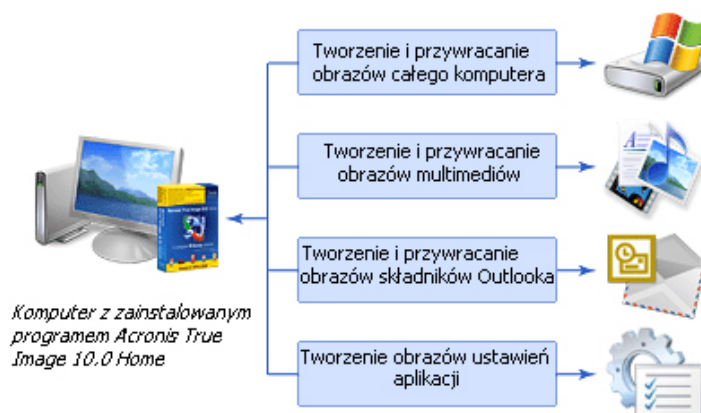 Tworzenie i przywracanie
obrazów całego komputera
Tworzenie i przywracanie
obrazów multimediów
Tworzenie i przywracanie
obrazów składników Outlooka
Tworzenie obrazów ustawień
aplikacji
Komputer z zainstalowanym
programem Acronis True
Image 10.0 Home